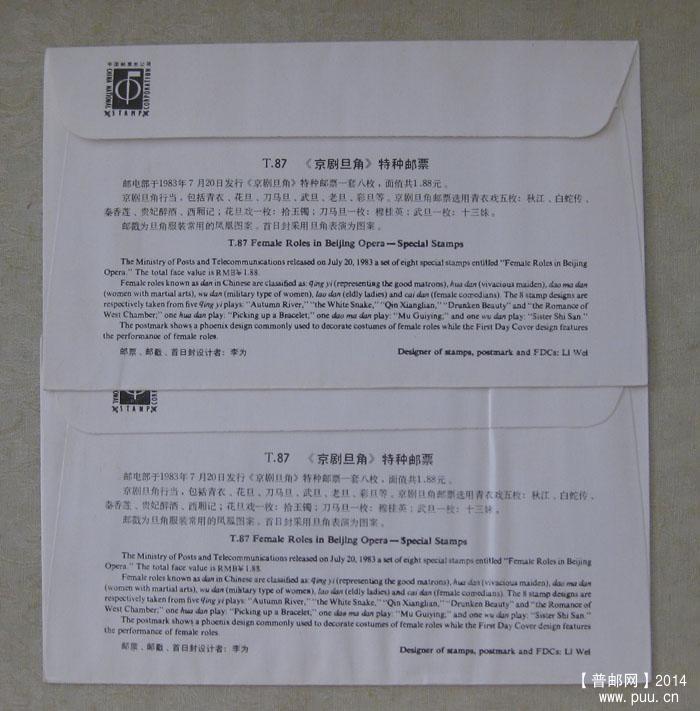 中国邮票总公司
CHINA NATIONAL
STAMP
CORPORATION
T.87 《京剧旦角》特种邮票
邮电部于1983年7月20日发行《京剧旦角》特种邮票一套八枚，面值共1.88元。
京剧旦角行当，包括青衣、花旦、刀马旦、武旦、老旦、彩旦等。京剧旦角邮票选用青衣戏五枚：秋江、白蛇传、
秦香莲、贵妃醉酒、西厢记；花旦戏一枚：拾玉镯；刀马旦一枚：穆桂英；武旦一枚：十三妹。
邮戳为旦角服装常用的凤凰图案。首日封采用旦角表演为图案。
T.87 Female Roles in Beijing Opera—Special Stamps
The Ministry of Posts and Telecommunications released on July 20, 1983 a set of eight special stamps entitled "Female Roles in Beijing
Opera." The total face value is RMB¥ 1.88.
Female roles known as dan in Chinese are classified as: qing yi (representing the good matrons), hua dan (vivacious maiden), dao ma dan
(women with martial arts), wu dan (military type of women), lao dan (eldly ladies) and cai dan (female comedians). The 8 stamp designs are
respectively taken from five qing yi plays: "Autumn River," "the White Snake," "Qin Xianglian," "Drunken Beauty" and "the Romance of
West Chamber;" one hua dan play: "Picking up a Bracelet;" one dao ma dan play: "Mu Guiying;" and one wu dan play: "Sister Shi San."
The postmark shows a phoenix design commonly used to decorate costumes of female roles while the First Day Cover design features
the performance of female roles.
邮票、邮戳、首日封设计者：李为 Designer of stamps, postmark and FDCs: Li Wei
STAMP
T.87 《京剧旦角》特种邮票
邮电部于1983年7月20日发行《京剧旦角》特种邮票一套八枚，面值共1.88元。
京剧旦角行当，包括青衣、花旦、刀马旦、武旦、老旦、彩旦等。京剧旦角邮票选用青衣戏五枚：秋江、白蛇传、
秦香莲、贵妃醉酒、西厢记；花旦戏一枚：拾玉镯；刀马旦一枚：穆桂英；武旦一枚：十三妹。
邮戳为旦角服装常用的凤凰图案。首日封采用旦角表演为图案。
T.87 Female Roles in Beijing Opera—Special Stamps
The Ministry of Posts and Telecommunications released on July 20, 1983 a set of eight special stamps entitled "Female Roles in Beijing
Opera." The total face value is RMB¥ 1.88.
Female roles known as dan in Chinese are classified as: qing yi (representing the good matrons), hua dan (vivacious maiden), dao ma dan
(women with martial arts), wu dan (military type of women), lao dan (eldly ladies) and cai dan (female comedians). The 8 stamp designs are
respectively taken from five qing yi plays: "Autumn River," "the White Snake," "Qin Xianglian," "Drunken Beauty" and "the Romance of
West Chamber;" one hua dan play: "Picking up a Bracelet;" one dao ma dan play: "Mu Guiying;" and one wu dan play: "Sister Shi San."
The postmark shows a phoenix design commonly used to decorate costumes of female roles while the First Day Cover design features
the performance of female roles.
邮票、邮戳、首日封设计者：李为 Designer of stamps, postmark and FDCs: Li Wei
【普邮网】2014
www.puu.cn